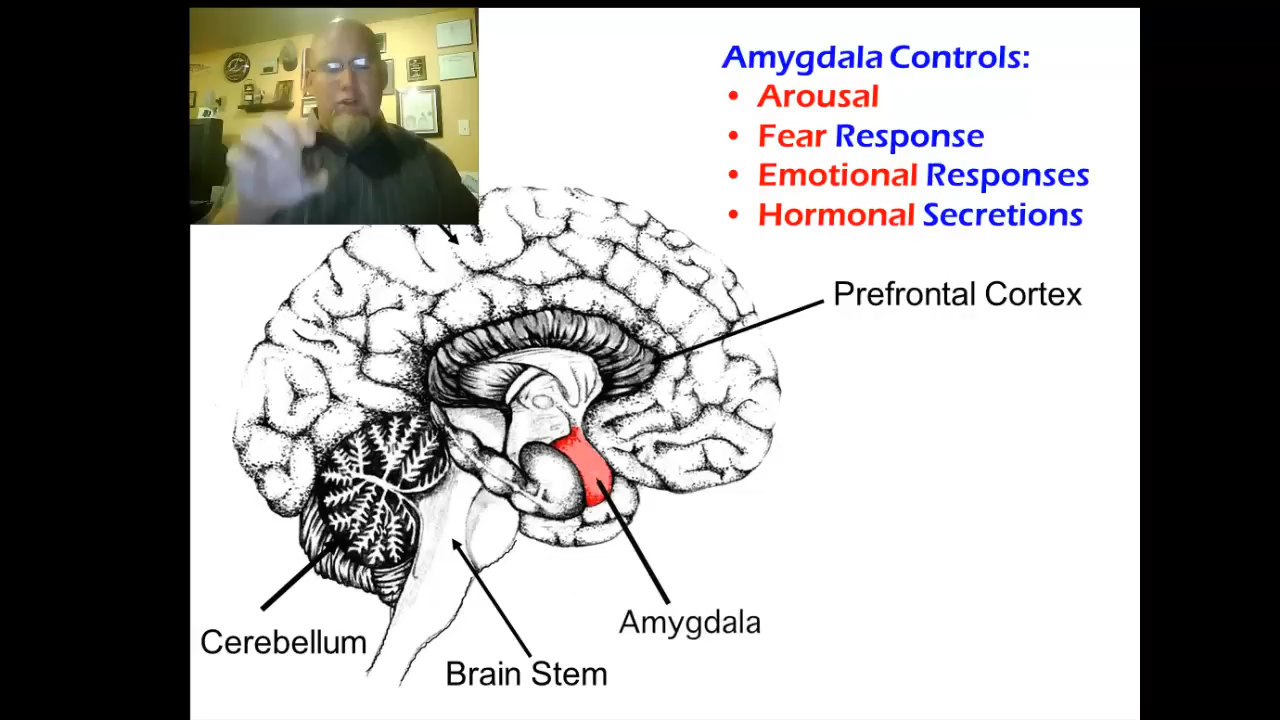 Amygdala Controls:
• Arousal
• Fear Response
• Emotional Responses
• Hormonal Secretions
Prefrontal Cortex
Amygdala
Cerebellum
Brain Stem